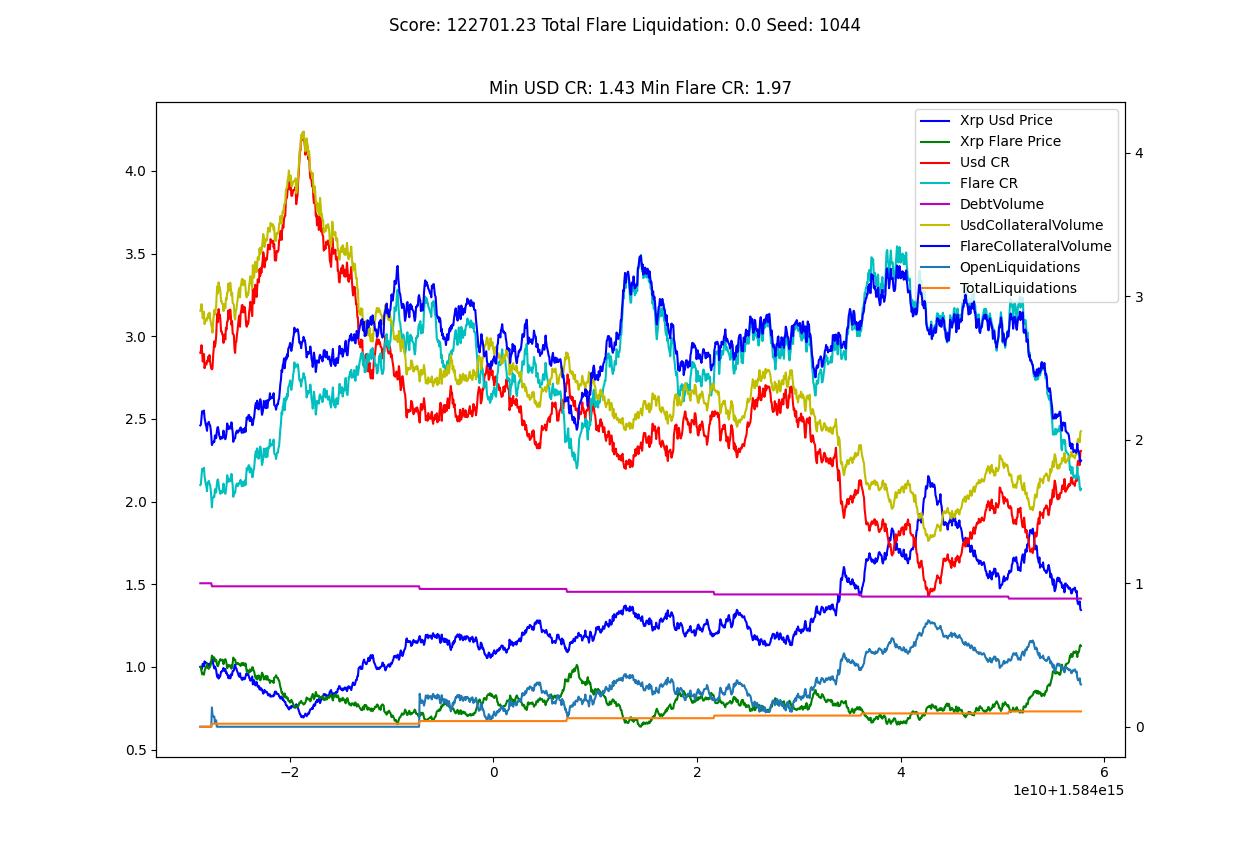 Score: 122701.23 Total Flare Liquidation: 0.0 Seed: 1044
Min USD CR: 1.43 Min Flare CR: 1.97
Xrp Usd Price
Xrp Flare Price
Usd CR
Flare CR
DebtVolume
UsdCollateralVolume
FlareCollateralVolume
OpenLiquidations
TotalLiquidations
4.0
3.5
3.0
2.5
2.0
1.5
1.0
0.5
4
3
2
1
0
−2 0 2 4 6
1e10+1.584e15